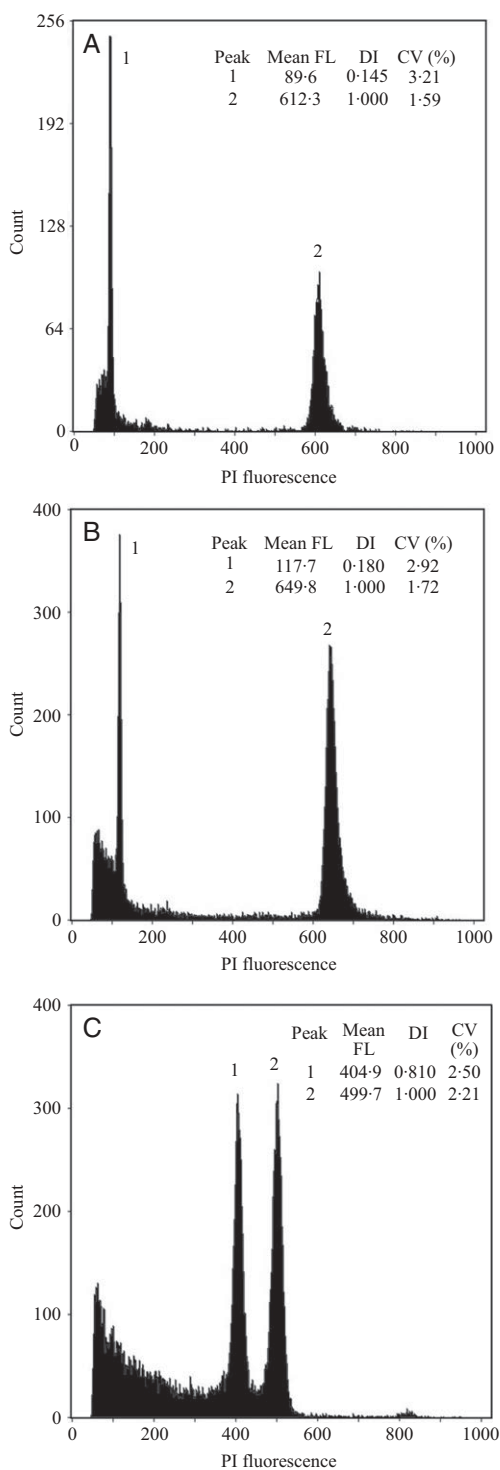 A
256
192
128
64
0
Count
1
2
Peak Mean FL DI CV (%)
1 89·6 0·145 3·21
2 612·3 1·000 1·59
0 200 400 600 800 1000
PI fluorescence
B
400
300
200
100
0
Count
1
2
Peak Mean FL DI CV (%)
1 117·7 0·180 2·92
2 649·8 1·000 1·72
0 200 400 600 800 1000
PI fluorescence
C
400
300
200
100
0
Count
1
2
Peak Mean FL DI CV (%)
1 404·9 0·810 2·50
2 499·7 1·000 2·21
0 200 400 600 800 1000
PI fluorescence